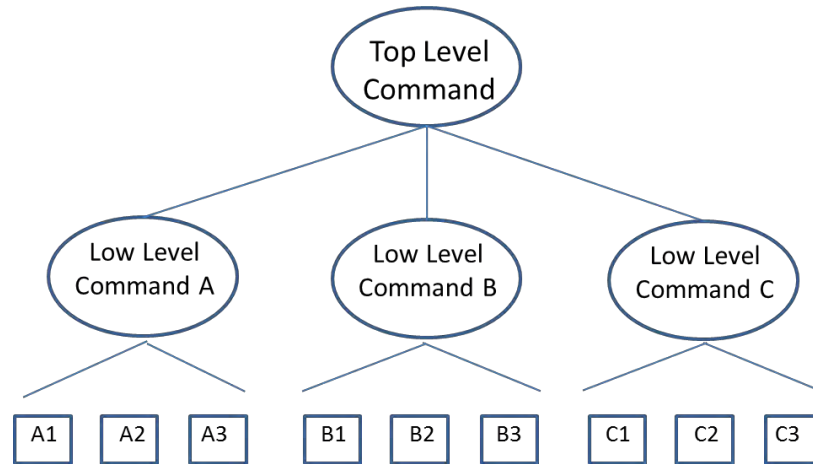 Top Level
Command
Low Level
Command A
Low Level
Command B
Low Level
Command C
A1
A2
A3
B1
B2
B3
C1
C2
C3